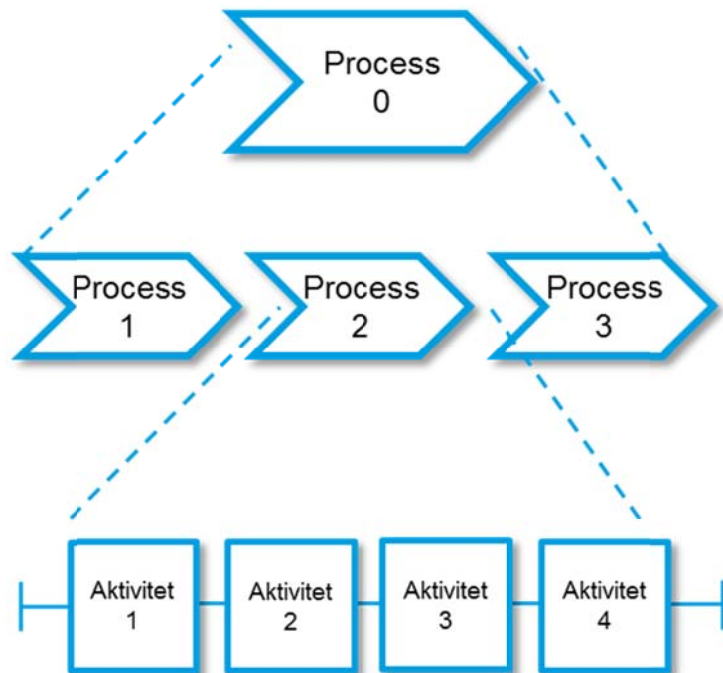 Process
0
Process
1
Process
2
Process
3
Aktivitet
1
Aktivitet
2
Aktivitet
3
Aktivitet
4